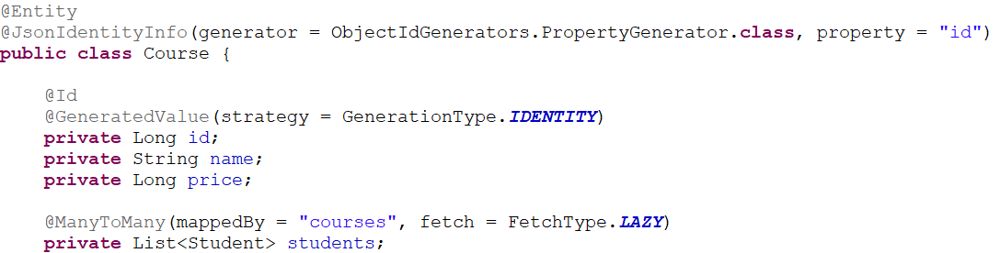 @Entity
@JsonIdentityInfo(generator = ObjectIdGenerators.PropertyGenerator.class, property = "id")
public class Course {
@Id
@GeneratedValue(strategy = GenerationType.IDENTITY)
private Long id;
private String name;
private Long price;
@ManyToMany(mappedBy = "courses", fetch = FetchType.LAZY)
private List<Student> students;